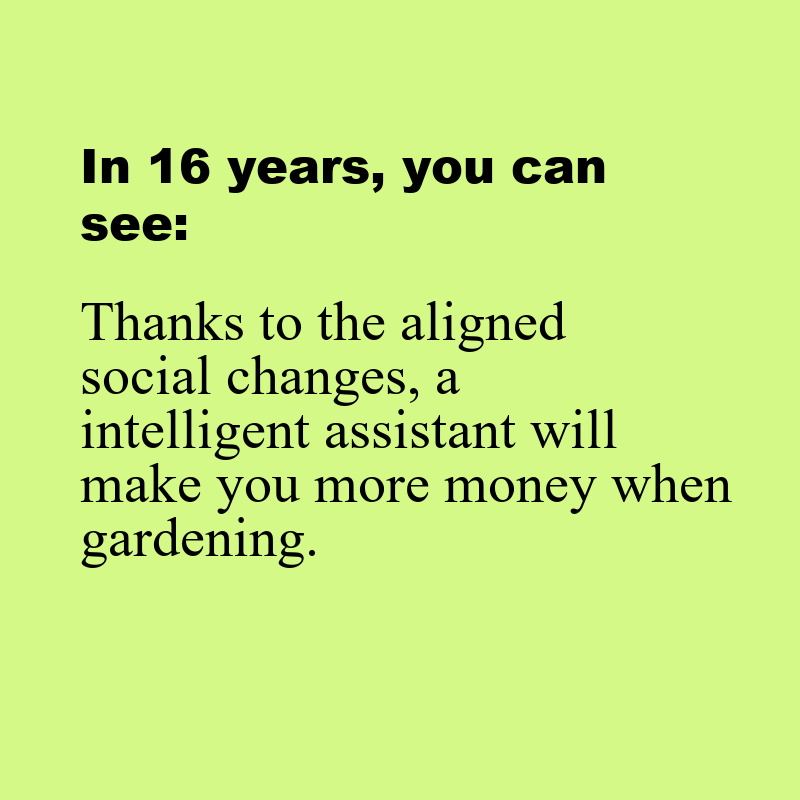 In 16 years, you can
see:
Thanks to the aligned
social changes, a
intelligent assistant will
make you more money when
gardening.